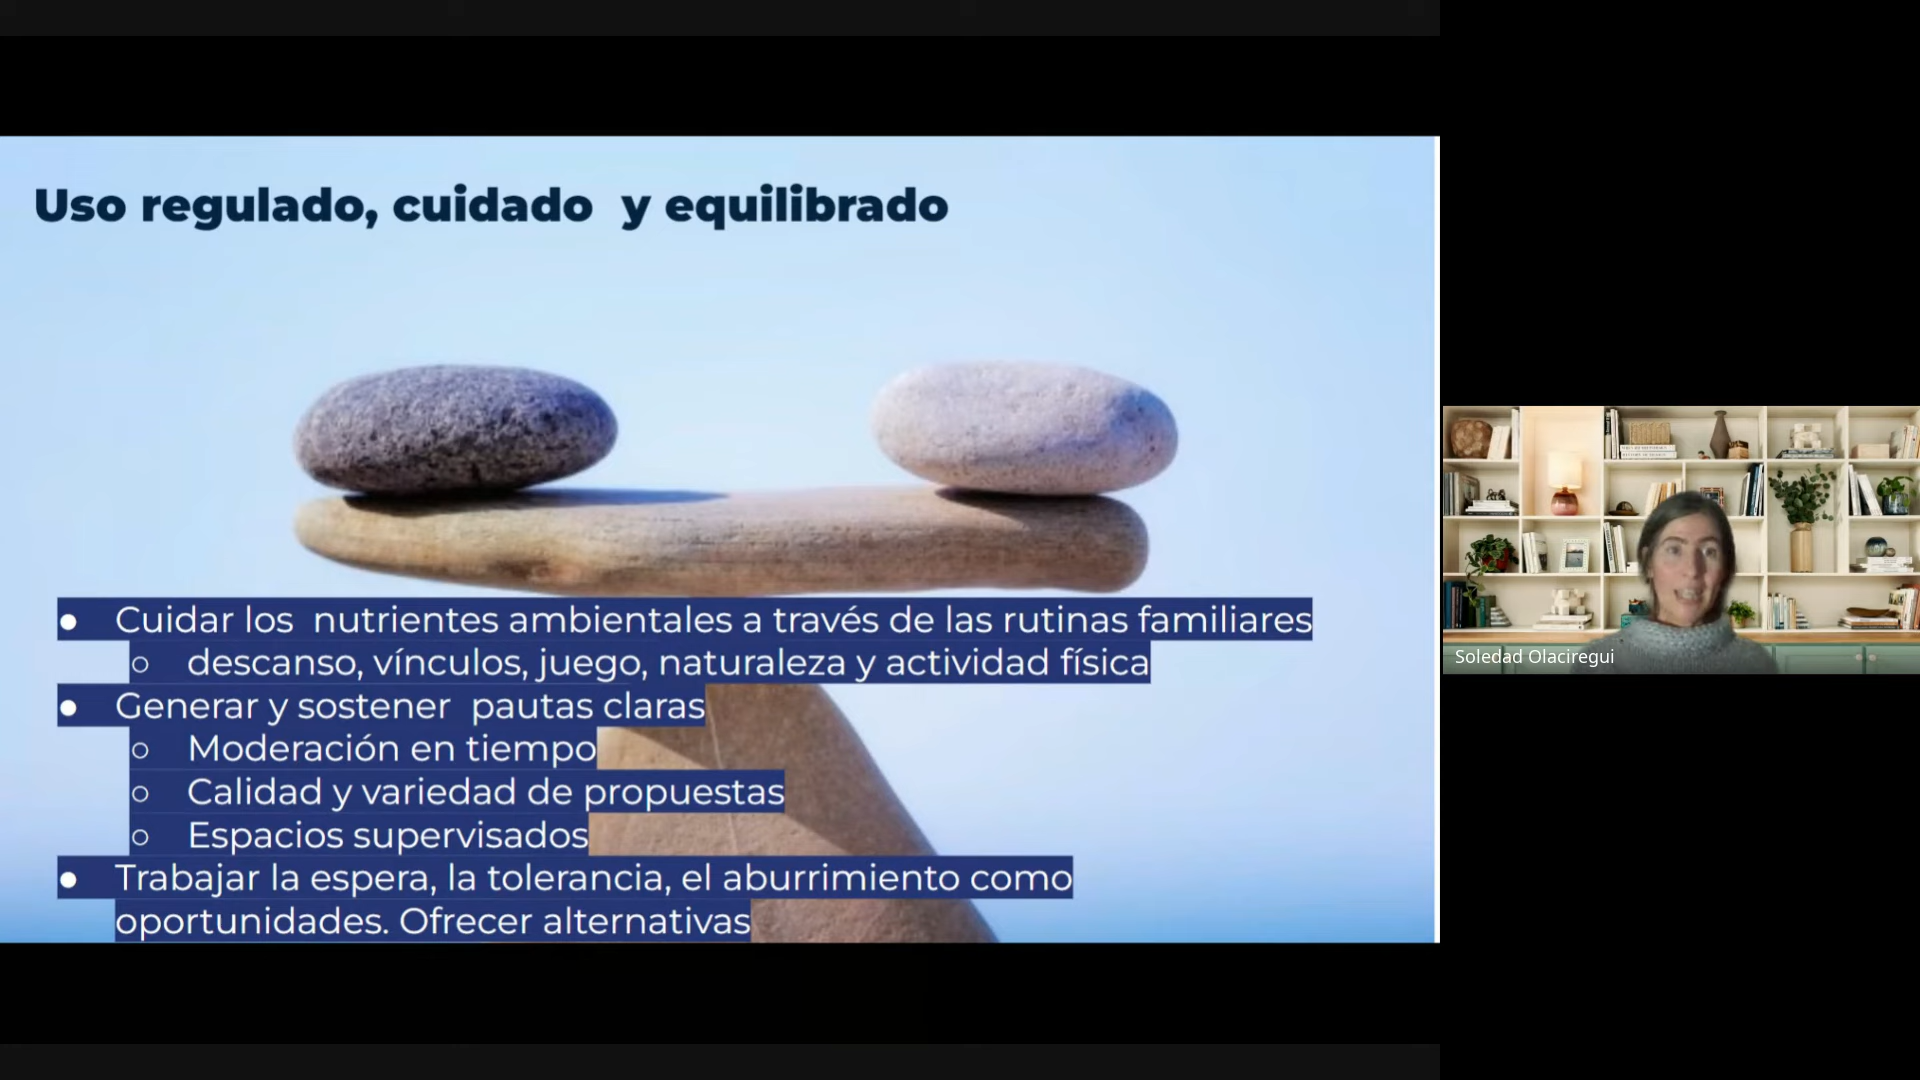 Uso regulado, cuidado y equilibrado
● Cuidar los nutrientes ambientales a través de las rutinas familiares
○ descanso, vínculos, juego, naturaleza y actividad física
● Generar y sostener pautas claras
○ Moderación en tiempo
○ Calidad y variedad de propuestas
○ Espacios supervisados
● Trabajar la espera, la tolerancia, el aburrimiento como
oportunidades. Ofrecer alternativas
Soledad Olaciregui